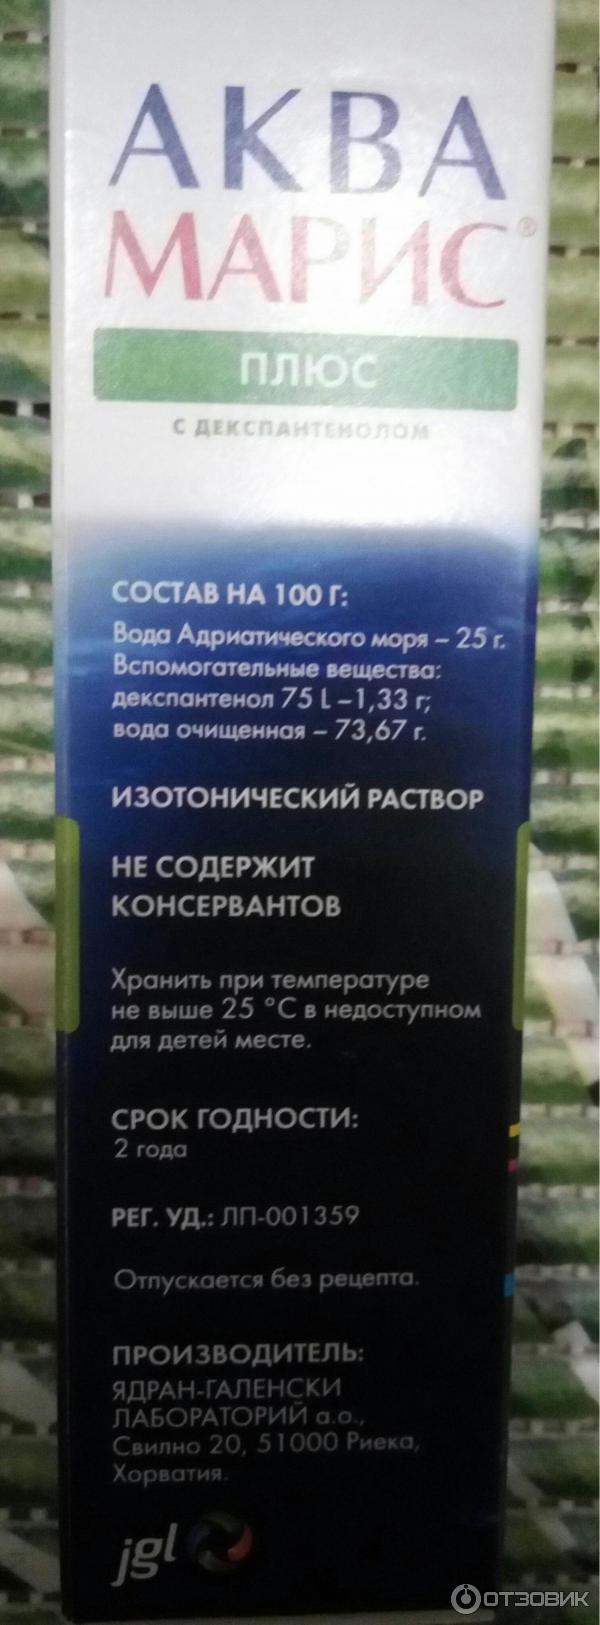 АКВА
МАРИС®
ПЛЮС
С ДЕКСПАНТЕНОЛОМ
СОСТАВ НА 100 Г:
Вода Адриатического моря – 25 г.
Вспомогательные вещества:
декспантенол 75 L –1,33 г;
вода очищенная – 73,67 г.
ИЗОТОНИЧЕСКИЙ РАСТВОР
НЕ СОДЕРЖИТ
КОНСЕРВАНТОВ
Хранить при температуре
не выше 25 °С в недоступном
для детей месте.
СРОК ГОДНОСТИ:
2 года
РЕГ. УД.: ЛП-001359
Отпускается без рецепта.
ПРОИЗВОДИТЕЛЬ:
ЯДРАН-ГАЛЕНСКИ
ЛАБОРАТОРИЙ а.о.,
Свилно 20, 51000 Риека,
Хорватия.
jgl
ОТЗОВИК